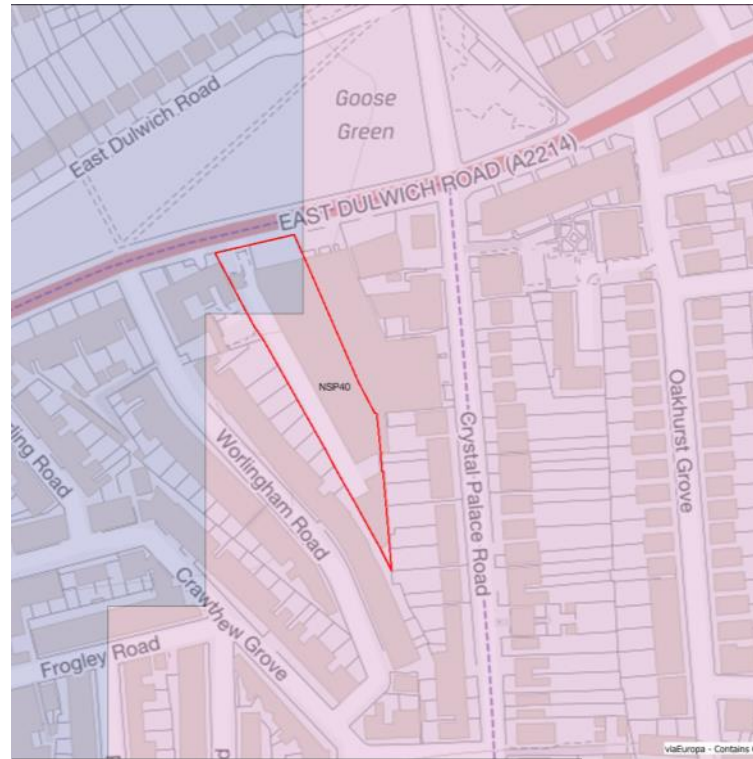 East Dulwich Road
Goose
Green
EAST DULWICH ROAD (A2214)
NSP40
Worlingham Road
Crystal Palace Road
Oakhurst Grove
Road
Crawthew Grove
Frogley Road
viaEuropa - Contains